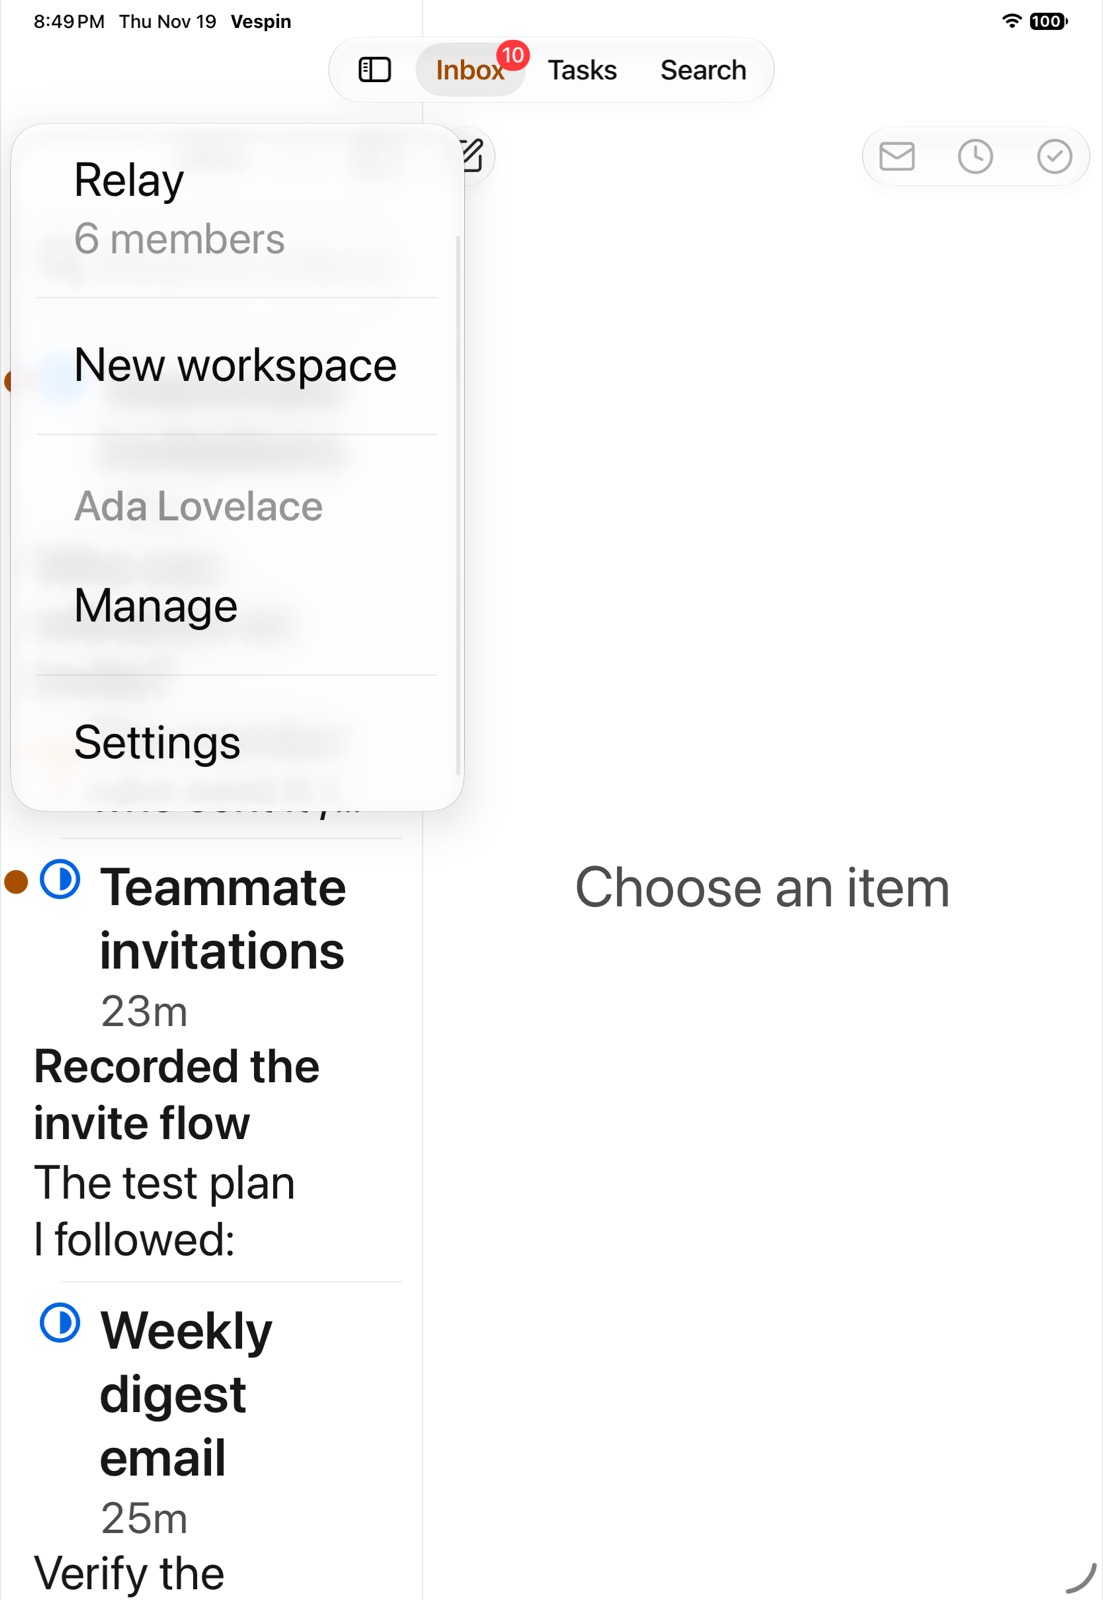 8:49 PM Thu Nov 19 Vespin
100
Inbox 10 Tasks Search
Relay
6 members
New workspace
Ada Lovelace
Manage
Settings
Choose an item
Teammate
invitations
23m
Recorded the
invite flow
The test plan
I followed:
Weekly
digest
email
25m
Verify the